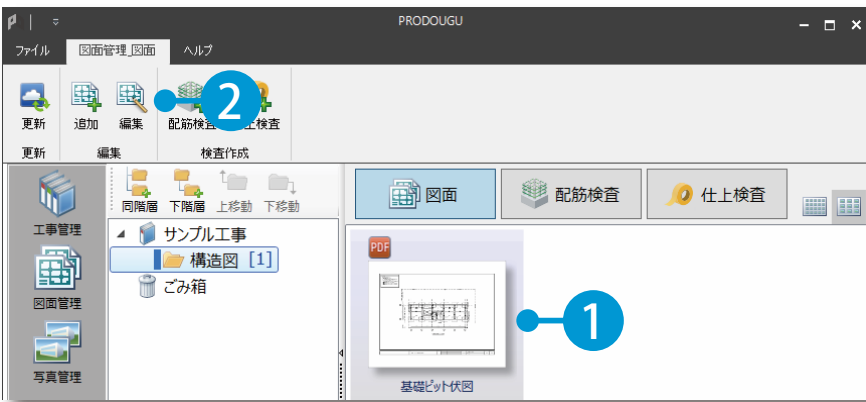 PRODOUGU
ファイル 図面管理_図面 ヘルプ
更新 追加 編集 配筋検査 仕上検査
更新 編集 検査作成
2
同階層 下階層 上移動 下移動
図面 配筋検査 仕上検査
工事管理
図面管理
写真管理
サンプル工事
構造図 [1]
ごみ箱
PDF
1
基礎ピット伏図